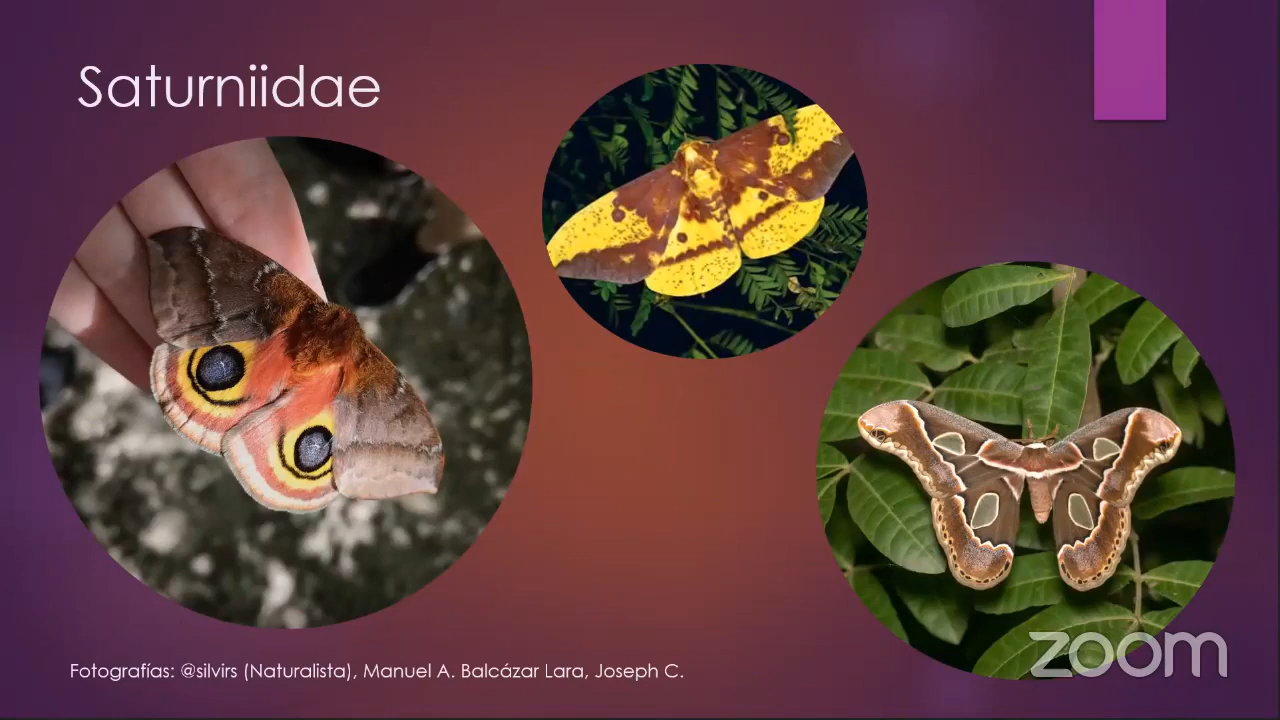 Saturniidae
Fotografías: @silvirs (Naturalista), Manuel A. Balcázar Lara, Joseph C.
zoom